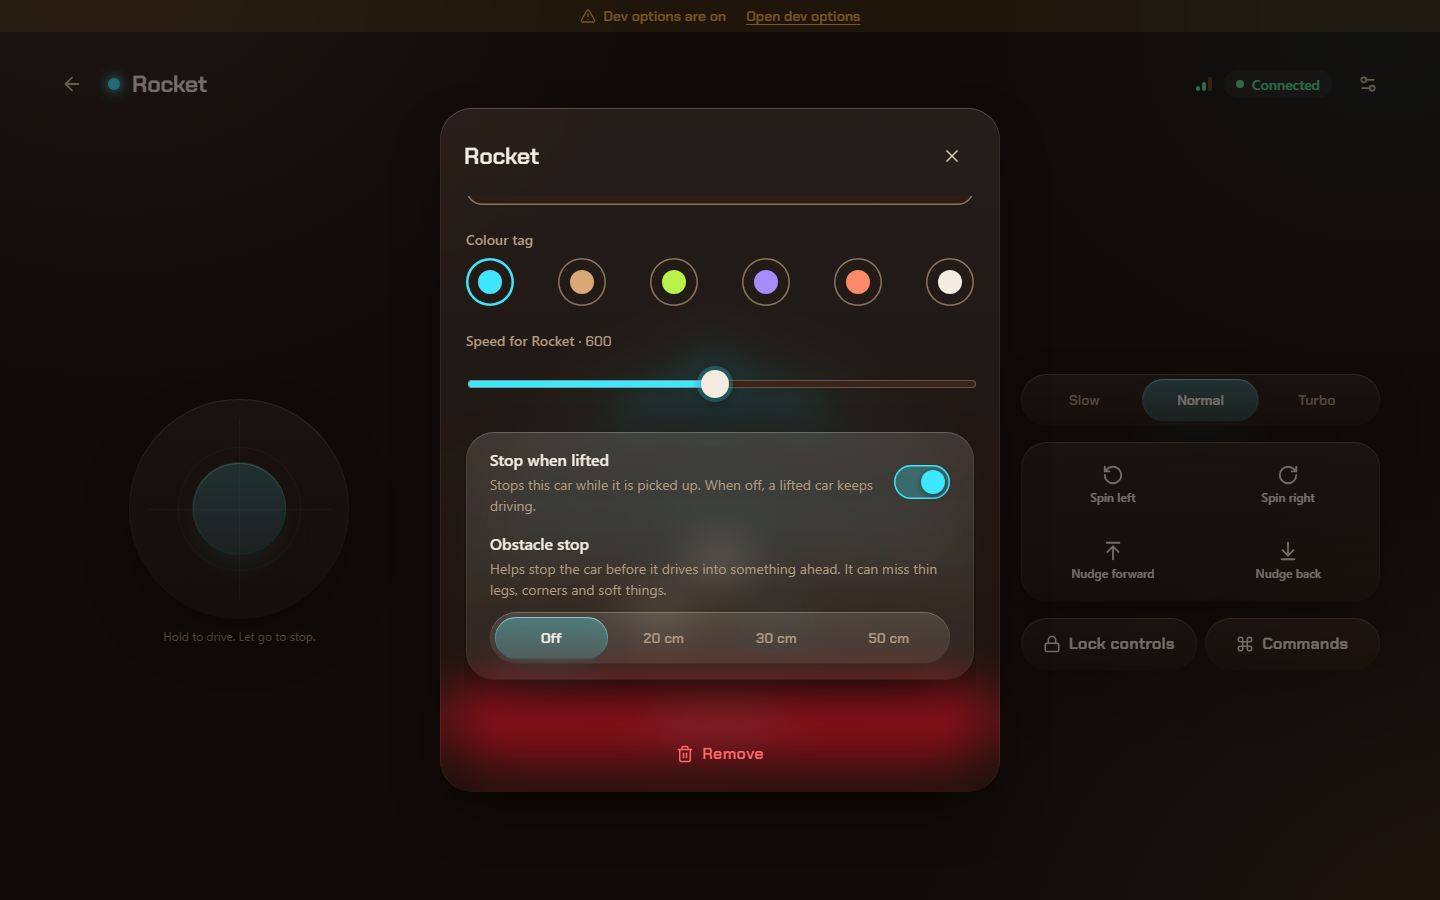 Dev options are on Open dev options
Rocket
Connected
Rocket
Colour tag
Speed for Rocket · 600
Stop when lifted
Stops this car while it is picked up. When off, a lifted car keeps
driving.
Obstacle stop
Helps stop the car before it drives into something ahead. It can miss thin
legs, corners and soft things.
Off 20 cm 30 cm 50 cm
Remove
Hold to drive. Let go to stop.
Slow Normal Turbo
Spin left Spin right
Nudge forward Nudge back
Lock controls Commands